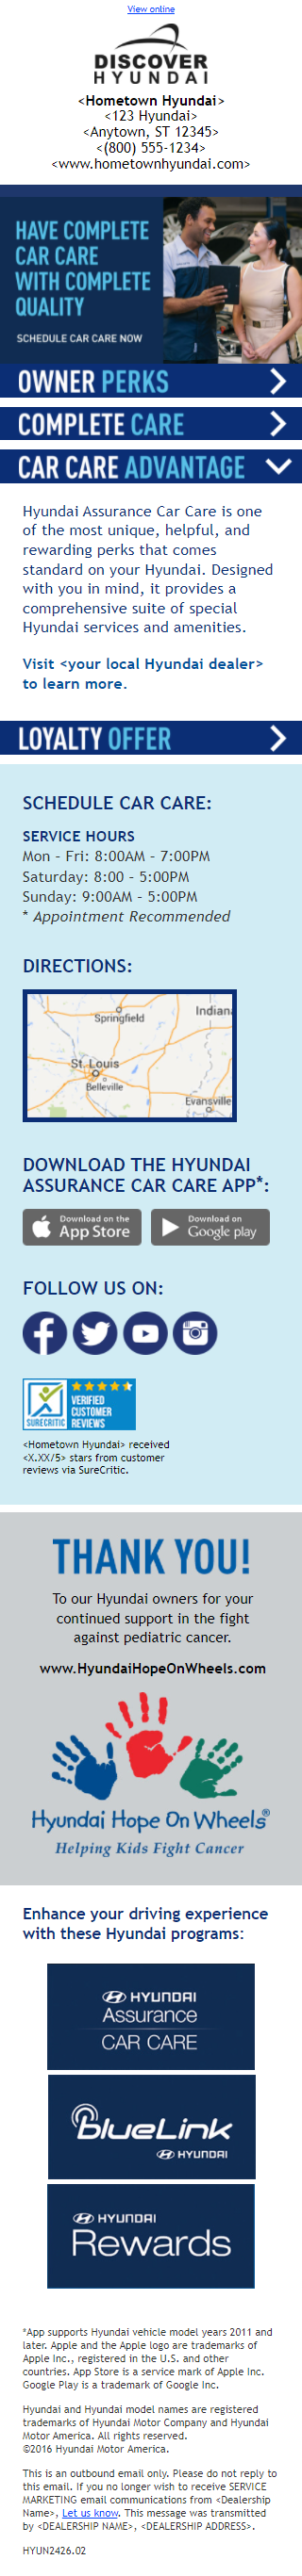 View online
DISCOVER
HYUNDAI
<Hometown Hyundai>
<123 Hyundai>
<Anytown, ST 12345>
<(800) 555-1234>
<www.hometownhyundai.com>
HAVE COMPLETE
CAR CARE
WITH COMPLETE
QUALITY
SCHEDULE CAR CARE NOW
OWNER PERKS
COMPLETE CARE
CAR CARE ADVANTAGE
Hyundai Assurance Car Care is one
of the most unique, helpful, and
rewarding perks that comes
standard on your Hyundai. Designed
with you in mind, it provides a
comprehensive suite of special
Hyundai services and amenities.
Visit <your local Hyundai dealer>
to learn more.
LOYALTY OFFER
SCHEDULE CAR CARE:
SERVICE HOURS
Mon - Fri: 8:00AM - 7:00PM
Saturday: 8:00 - 5:00PM
Sunday: 9:00AM - 5:00PM
* Appointment Recommended
DIRECTIONS:
Springfield
Indian
St. Louis
Belleville
Evansville
DOWNLOAD THE HYUNDAI
ASSURANCE CAR CARE APP*:
Download on the
App Store
Download on
Google play
FOLLOW US ON:
SURECRITIC
VERIFIED
CUSTOMER
REVIEWS
<Hometown Hyundai> received
<X.XX/5> stars from customer
reviews via SureCritic.
THANK YOU!
To our Hyundai owners for your
continued support in the fight
against pediatric cancer.
www.HyundaiHopeOnWheels.com
Hyundai Hope On Wheels®
Helping Kids Fight Cancer
Enhance your driving experience
with these Hyundai programs:
HYUNDAI
Assurance
CAR CARE
blueLink
HYUNDAI
HYUNDAI
Rewards
*App supports Hyundai vehicle model years 2011 and
later. Apple and the Apple logo are trademarks of
Apple Inc., registered in the U.S. and other
countries. App Store is a service mark of Apple Inc.
Google Play is a trademark of Google Inc.
Hyundai and Hyundai model names are registered
trademarks of Hyundai Motor Company and Hyundai
Motor America. All rights reserved.
©2016 Hyundai Motor America.
This is an outbound email only. Please do not reply to
this email. If you no longer wish to receive SERVICE
MARKETING email communications from <Dealership
Name>, Let us know. This message was transmitted
by <DEALERSHIP NAME>, <DEALERSHIP ADDRESS>.
HYUN2426.02